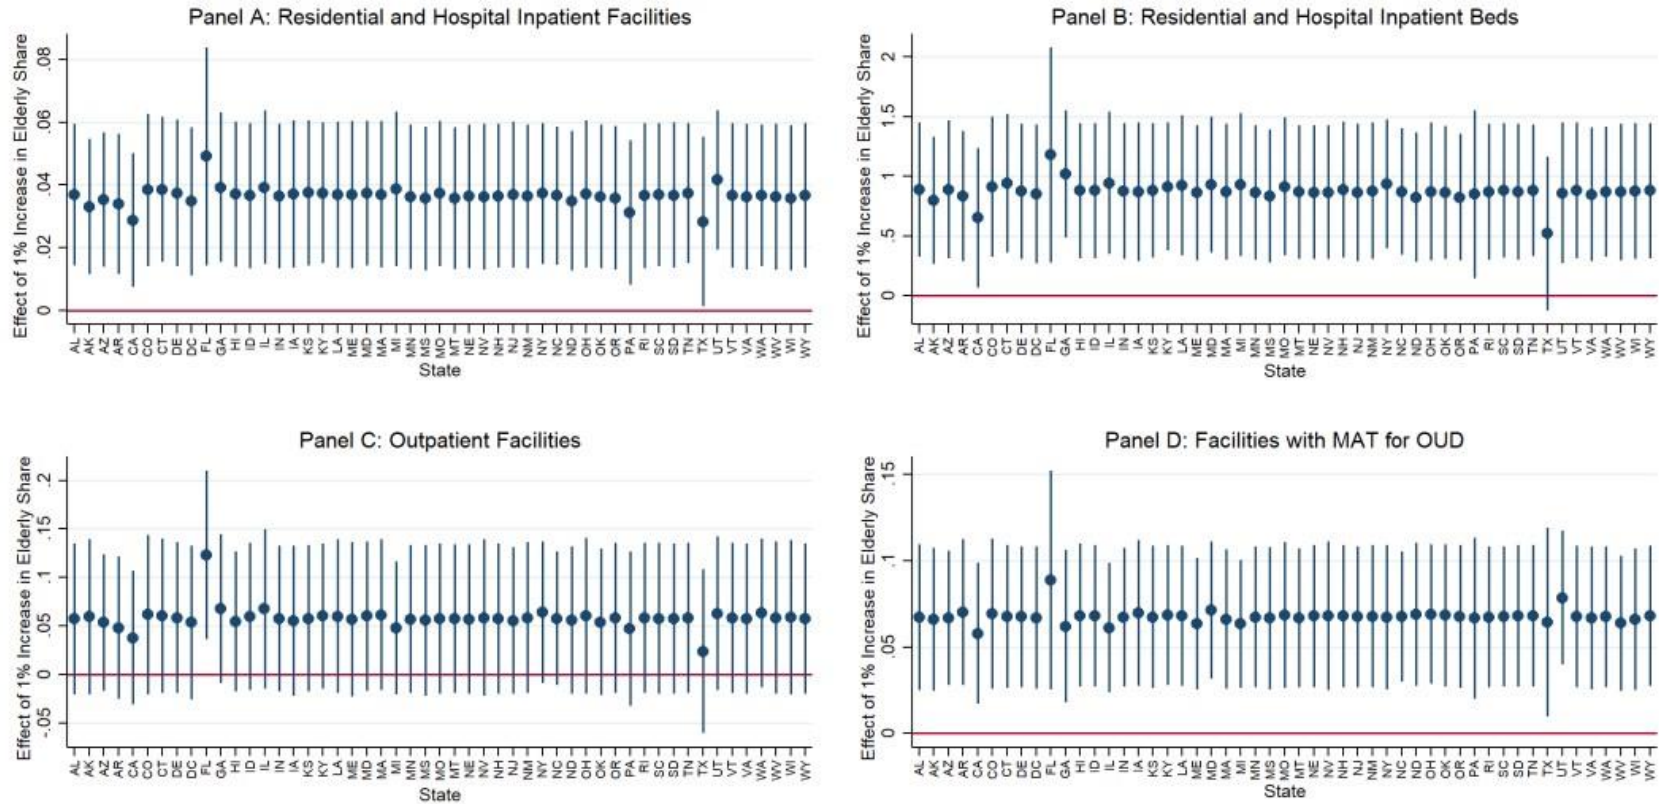 Panel A: Residential and Hospital Inpatient Facilities
Effect of 1% Increase in Elderly Share
.08
.06
.04
.02
0
AL AK AZ AR CA CO CT DE DC FL GA HI ID IL IN IA KS KY LA ME MD MA MI MN MS MO MT NE NV NH NJ NM NY NC ND OH OK OR PA RI SC SD TN TX UT VT VA WA WV WI WY
State
Panel B: Residential and Hospital Inpatient Beds
Effect of 1% Increase in Elderly Share
2
1.5
1
.5
0
AL AK AZ AR CA CO CT DE DC FL GA HI ID IL IN IA KS KY LA ME MD MA MI MN MS MO MT NE NV NH NJ NM NY NC ND OH OK OR PA RI SC SD TN TX UT VT VA WA WV WI WY
State
Panel C: Outpatient Facilities
Effect of 1% Increase in Elderly Share
.2
.15
.1
.05
0
-.05
AL AK AZ AR CA CO CT DE DC FL GA HI ID IL IN IA KS KY LA ME MD MA MI MN MS MO MT NE NV NH NJ NM NY NC ND OH OK OR PA RI SC SD TN TX UT VT VA WA WV WI WY
State
Panel D: Facilities with MAT for OUD
Effect of 1% Increase in Elderly Share
.15
.1
.05
0
AL AK AZ AR CA CO CT DE DC FL GA HI ID IL IN IA KS KY LA ME MD MA MI MN MS MO MT NE NV NH NJ NM NY NC ND OH OK OR PA RI SC SD TN TX UT VT VA WA WV WI WY
State